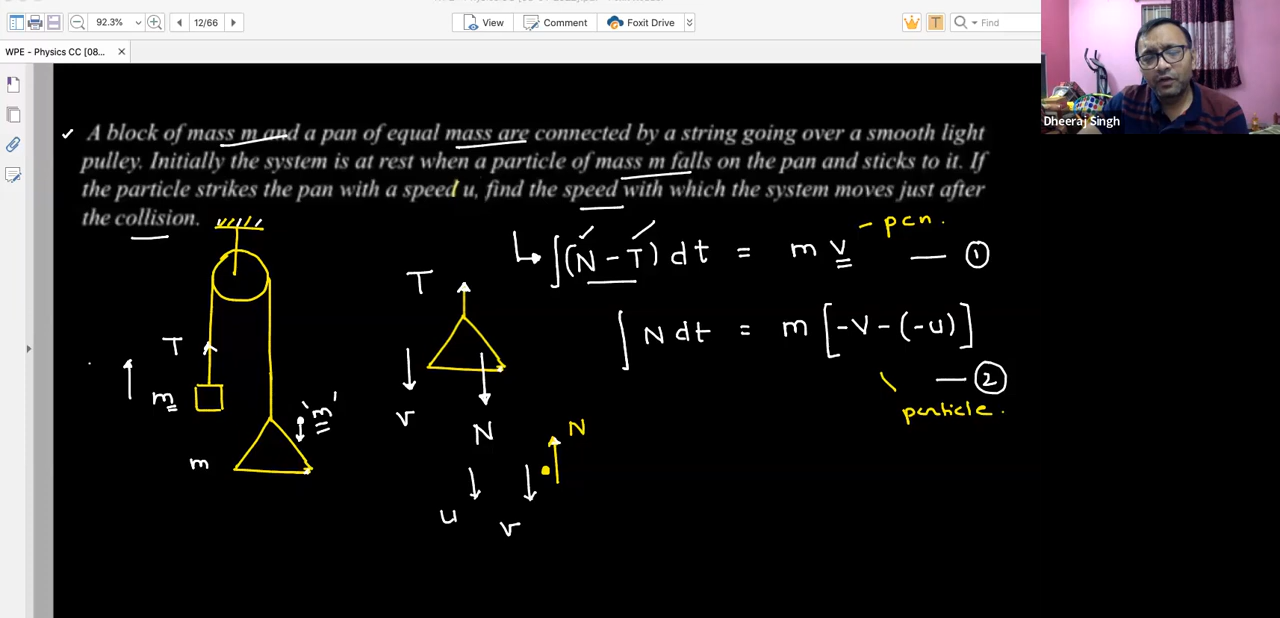 92.3%
12/66
View
Comment
Foxit Drive
Find
WPE - Physics CC [08...
Dheeraj Singh
A block of mass m and a pan of equal mass are connected by a string going over a smooth light
pulley. Initially the system is at rest when a particle of mass m falls on the pan and sticks to it. If
the particle strikes the pan with a speed u, find the speed with which the system moves just after
the collision.
∫(N - T) dt = m v - pan. — ①
∫ N dt = m [-v - (-u)] — ②
particle.
T
T
m
'm'
m
v
N
N
u
v